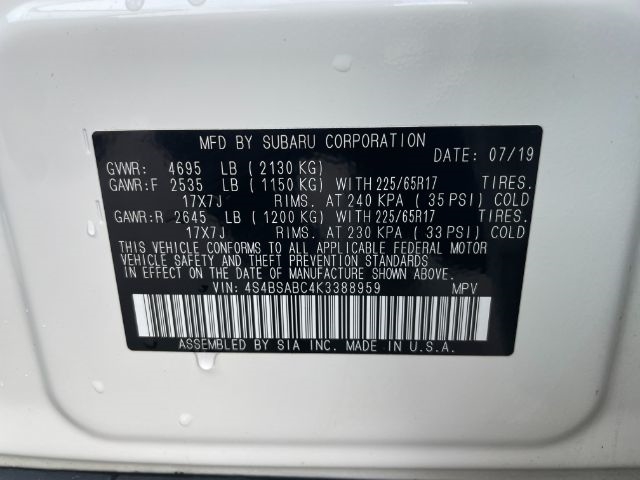 MFD BY SUBARU CORPORATION
DATE: 07/19
GVWR: 4695 LB ( 2130 KG)
GAWR:F 2535 LB ( 1150 KG) WITH 225/65R17 TIRES.
17X7J RIMS. AT 240 KPA ( 35 PSI) COLD
GAWR:R 2645 LB ( 1200 KG) WITH 225/65R17 TIRES.
17X7J RIMS. AT 230 KPA ( 33 PSI) COLD
THIS VEHICLE CONFORMS TO ALL APPLICABLE FEDERAL MOTOR
VEHICLE SAFETY AND THEFT PREVENTION STANDARDS
IN EFFECT ON THE DATE OF MANUFACTURE SHOWN ABOVE.
VIN: 4S4BSABC4K3388959 MPV
ASSEMBLED BY SIA INC. MADE IN U.S.A.